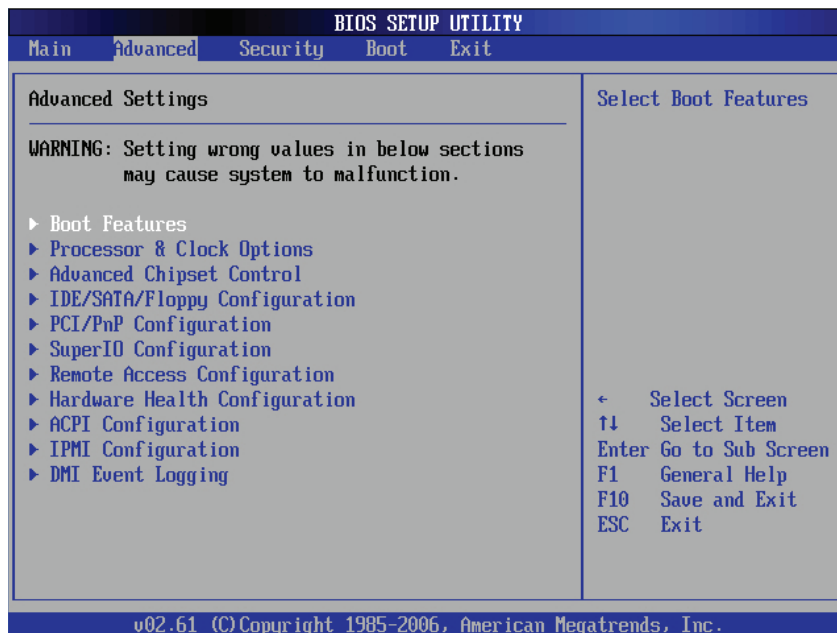 BIOS SETUP UTILITY
Main Advanced Security Boot Exit
Advanced Settings
WARNING: Setting wrong values in below sections
may cause system to malfunction.
▶ Boot Features
▶ Processor & Clock Options
▶ Advanced Chipset Control
▶ IDE/SATA/Floppy Configuration
▶ PCI/PnP Configuration
▶ SuperIO Configuration
▶ Remote Access Configuration
▶ Hardware Health Configuration
▶ ACPI Configuration
▶ IPMI Configuration
▶ DMI Event Logging
Select Boot Features
← Select Screen
↑↓ Select Item
Enter Go to Sub Screen
F1 General Help
F10 Save and Exit
ESC Exit
v02.61 (C)Copyright 1985-2006, American Megatrends, Inc.